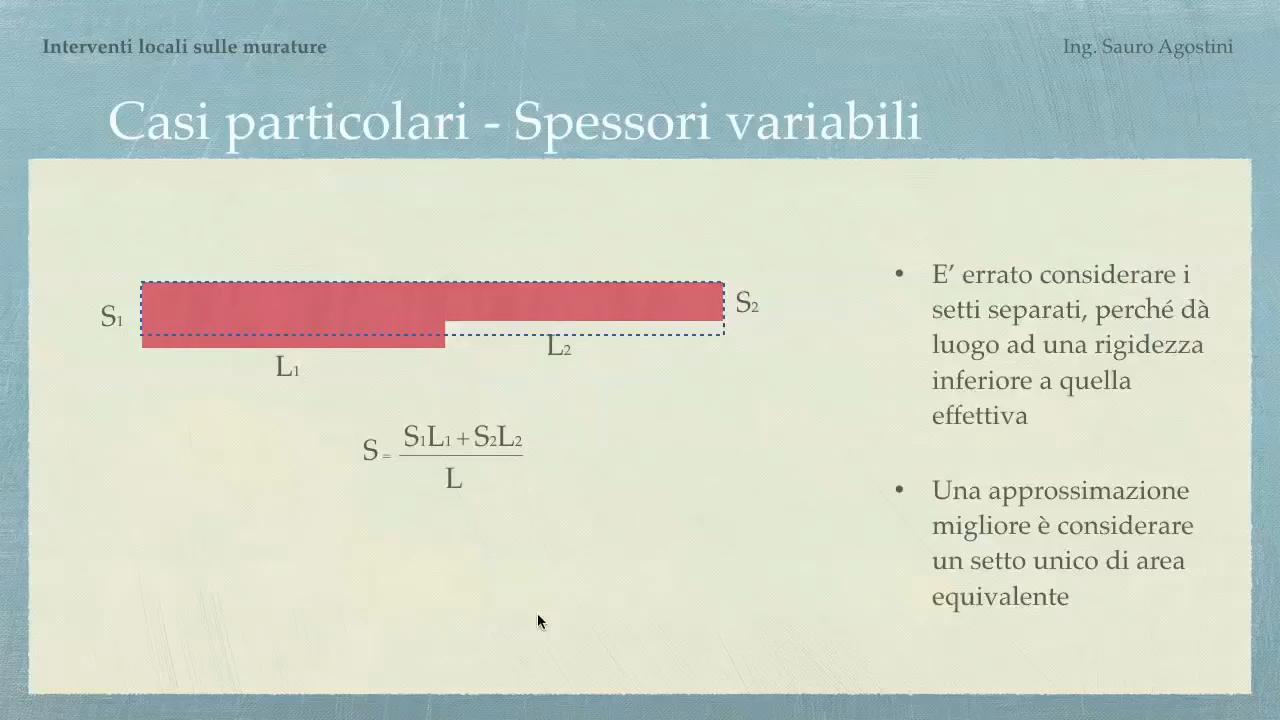 Interventi locali sulle murature
Ing. Sauro Agostini
Casi particolari - Spessori variabili
S1
S2
L1
L2
S = S1L1 + S2L2
L
• E’ errato considerare i
setti separati, perché dà
luogo ad una rigidezza
inferiore a quella
effettiva
• Una approssimazione
migliore è considerare
un setto unico di area
equivalente